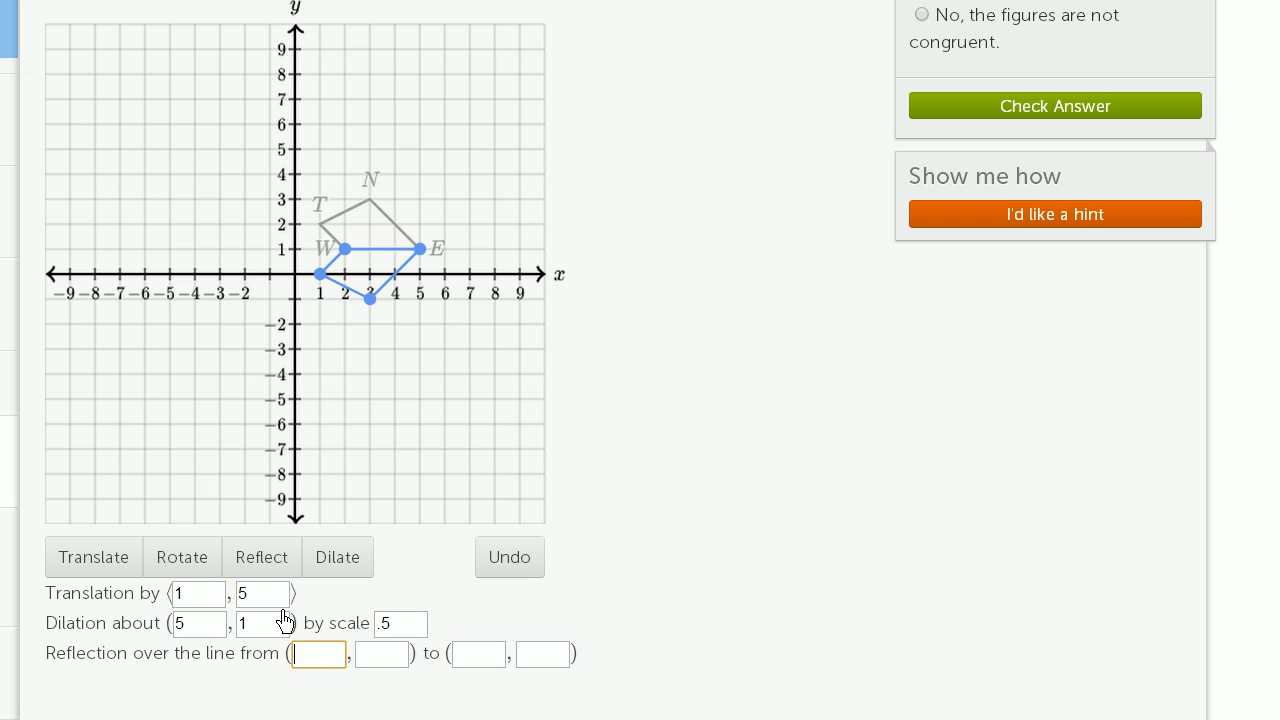 y
No, the figures are not
congruent.
Check Answer
Show me how
I'd like a hint
9
8
7
6
5
4
3
2
1
N
T
W
E
x
−9 −8 −7 −6 −5 −4 −3 −2 1 2 3 4 5 6 7 8 9
−2
−3
−4
−5
−6
−7
−8
−9
Translate Rotate Reflect Dilate Undo
Translation by ⟨1, 5⟩
Dilation about (5, 1) by scale .5
Reflection over the line from ( , ) to ( , )